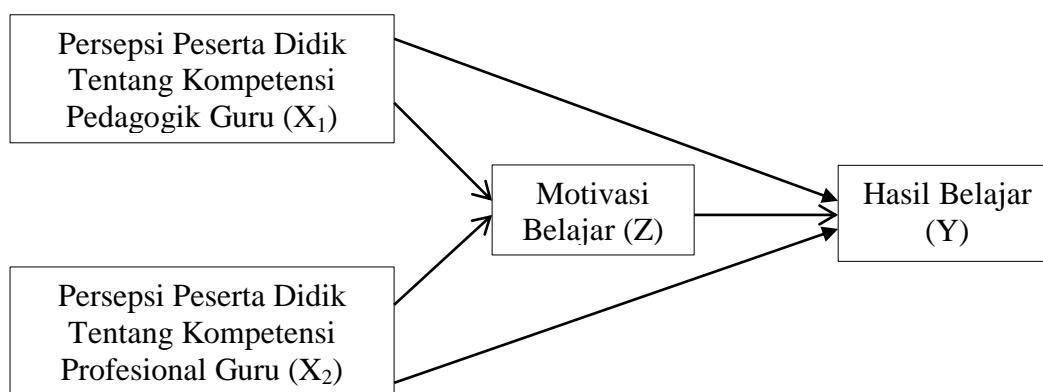 Persepsi Peserta Didik
Tentang Kompetensi
Pedagogik Guru (X₁)
Motivasi
Belajar (Z)
Hasil Belajar
(Y)
Persepsi Peserta Didik
Tentang Kompetensi
Profesional Guru (X₂)